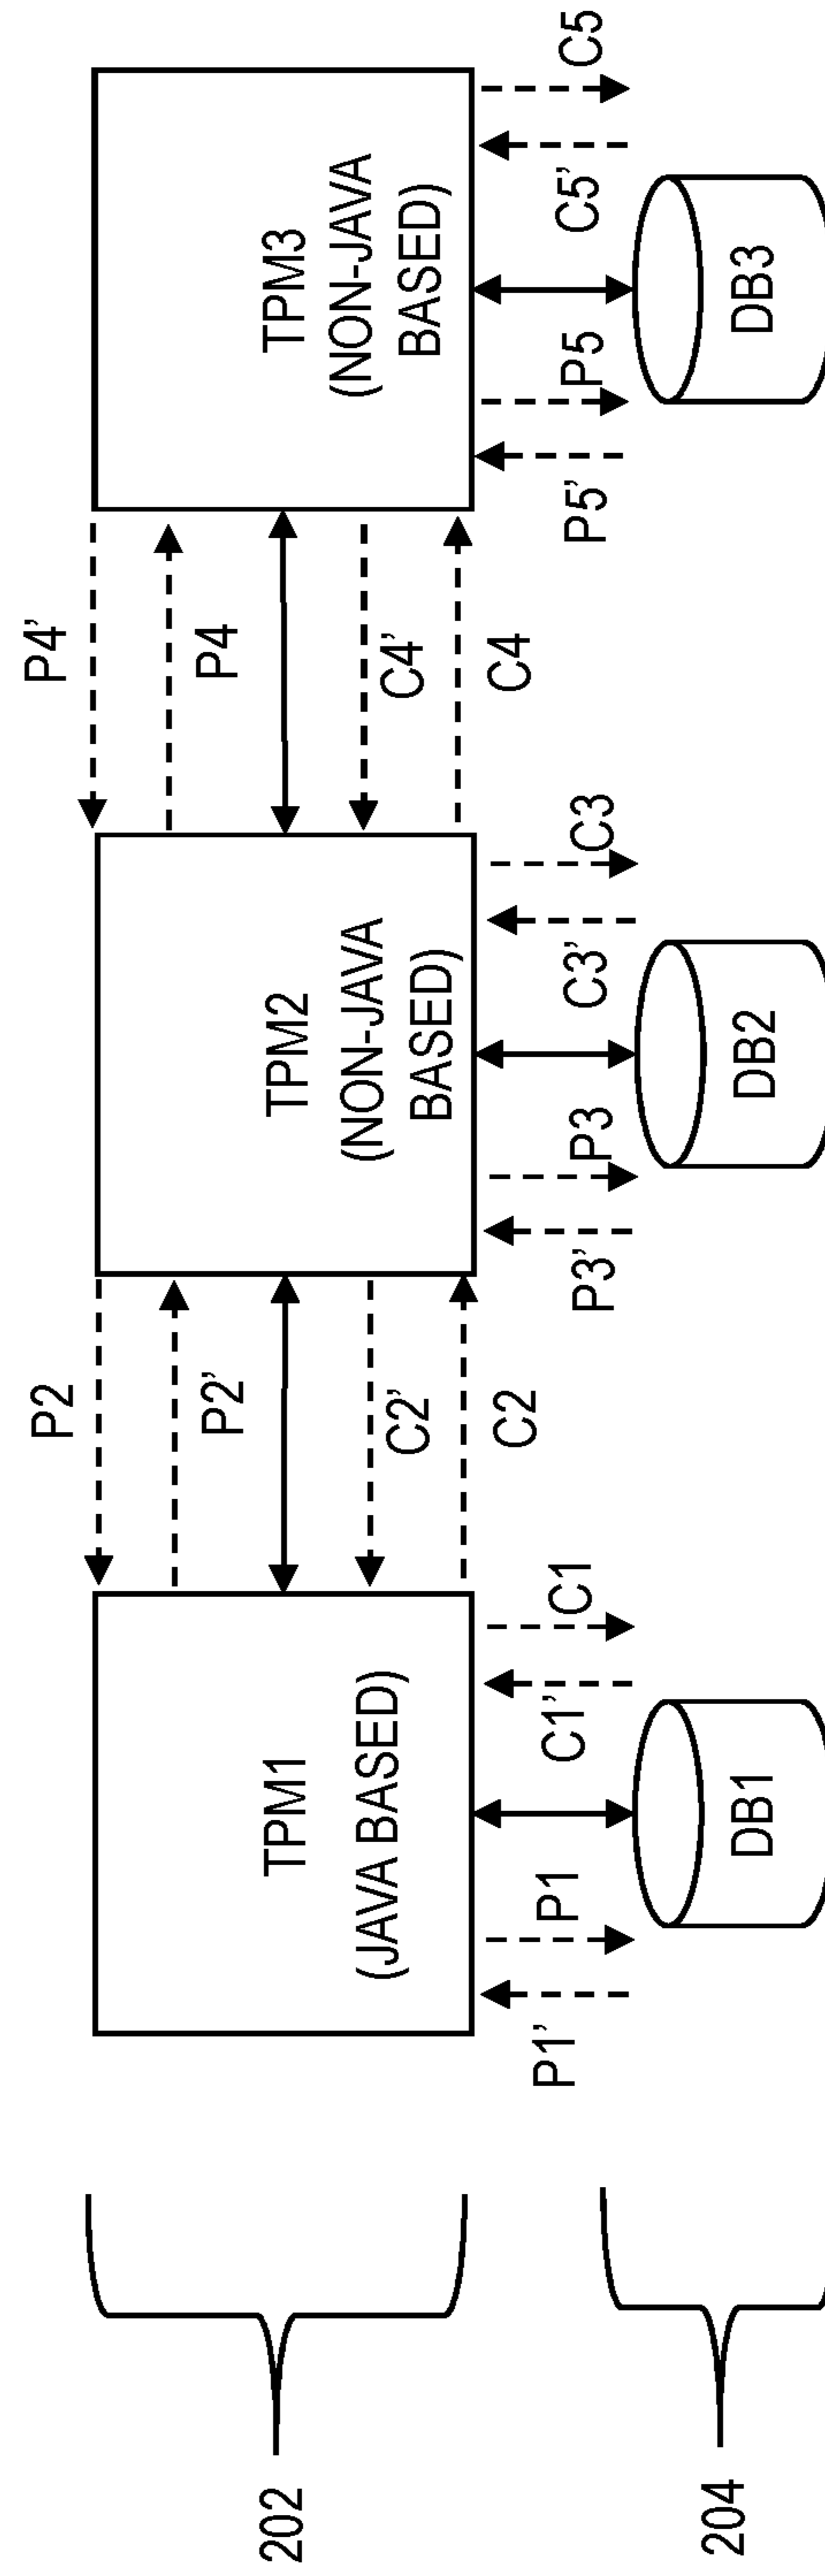 P2
P4'
P2'
P4
C2'
C4'
C2
C4
202
TPM1
(JAVA BASED)
TPM2
(NON-JAVA
BASED)
TPM3
(NON-JAVA
BASED)
P1'
P1
C1'
C1
P3'
P3
C3'
C3
P5'
P5
C5'
C5
204
DB1
DB2
DB3